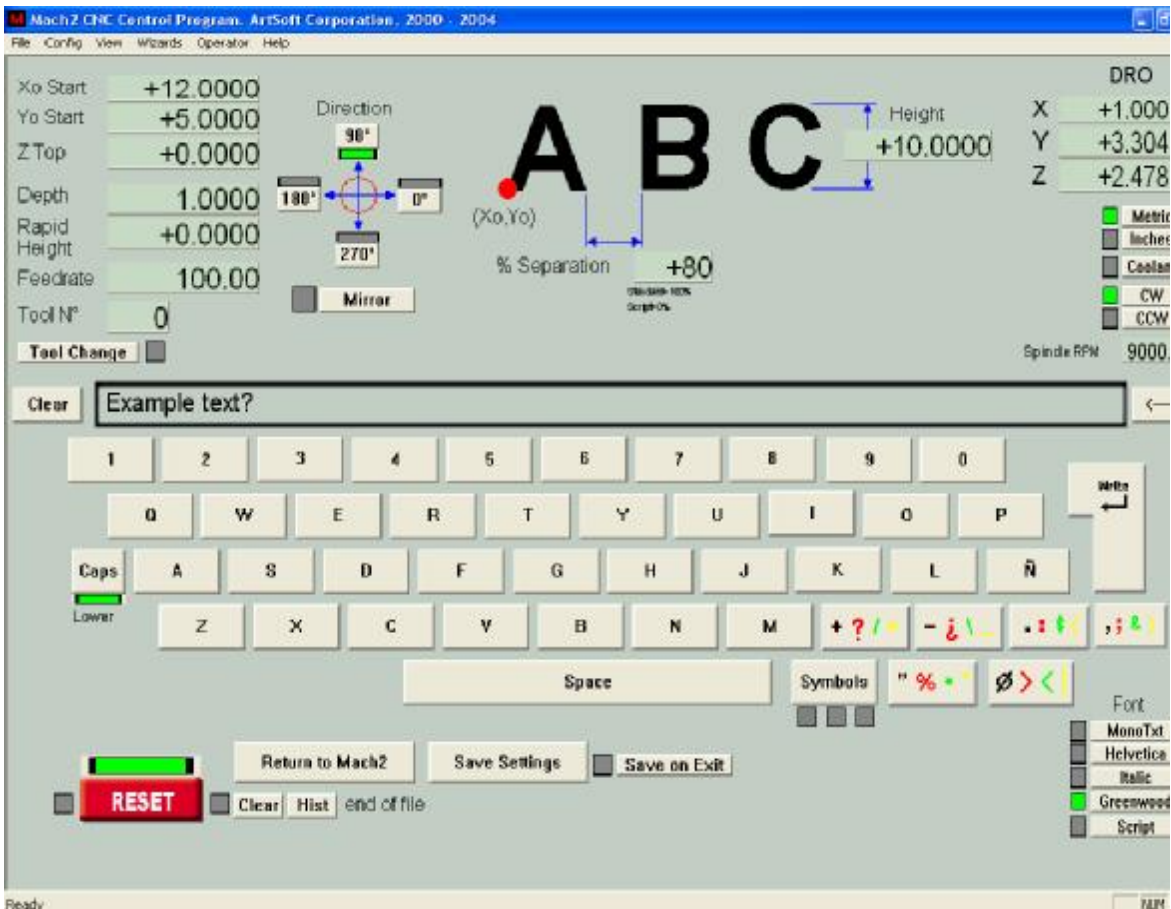 Mach2 CNC Control Program. ArtSoft Corporation, 2000 - 2004
File Config View Wizards Operator Help
Xo Start +12.0000
Yo Start +5.0000
Z Top +0.0000
Depth 1.0000
Rapid Height +0.0000
Feedrate 100.00
Tool Nº 0
Tool Change
Direction
90°
180° 0°
270°
Mirror
A B C
(Xo,Yo)
Height
+10.0000
% Separation +80
DRO
X +1.000
Y +3.304
Z +2.478
Metric
Inches
Coolan
CW
CCW
Spindle RPM 9000.
Clear Example text? <—
1 2 3 4 5 6 7 8 9 0
Q W E R T Y U I O P
Write
Caps A S D F G H J K L Ñ
Lower
Z X C V B N M + ? / - ¿ \ _ . : $ ( , ; & )
Space Symbols " % Ø > <
Font
MonoTxt
Helvetica
Italic
Greenwood
Script
Return to Mach2 Save Settings Save on Exit
RESET Clear Hist end of file
Ready NUM